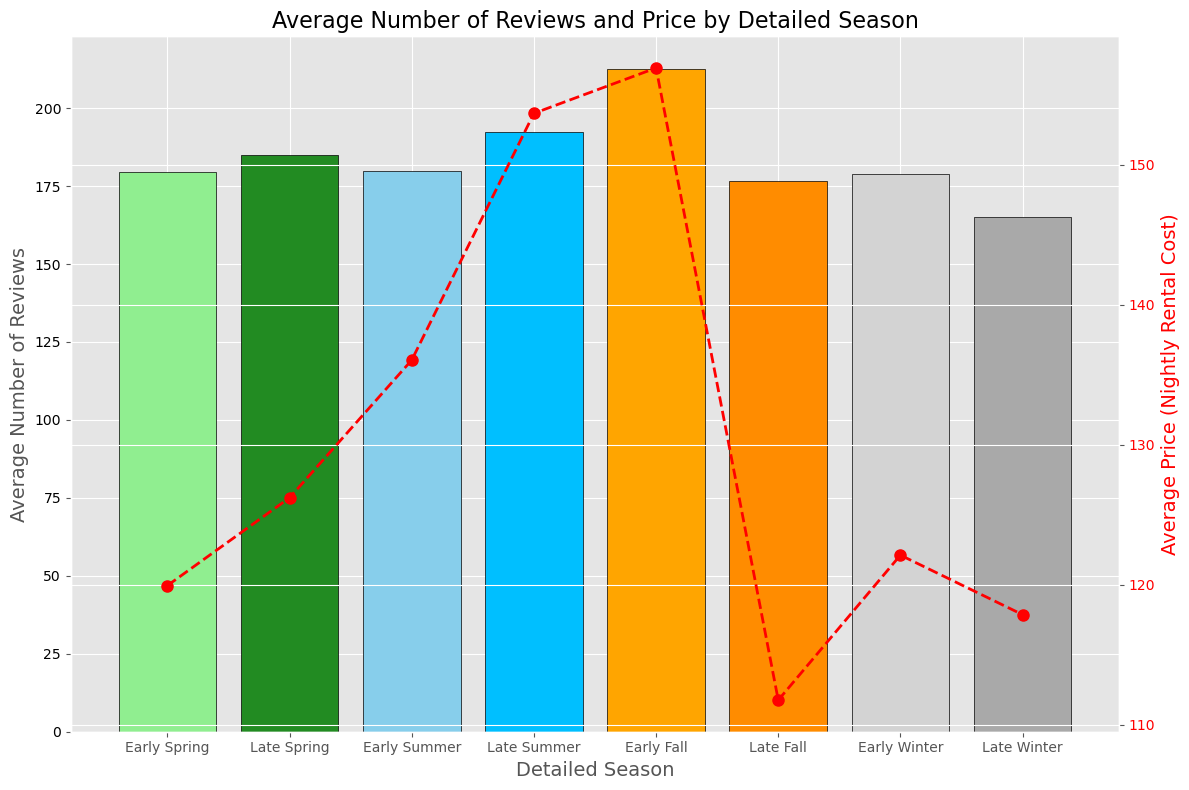 Average Number of Reviews and Price by Detailed Season
Average Number of Reviews
200
175
150
125
100
75
50
25
0
Early Spring Late Spring Early Summer Late Summer Early Fall Late Fall Early Winter Late Winter
Detailed Season
150
140
130
120
110
Average Price (Nightly Rental Cost)